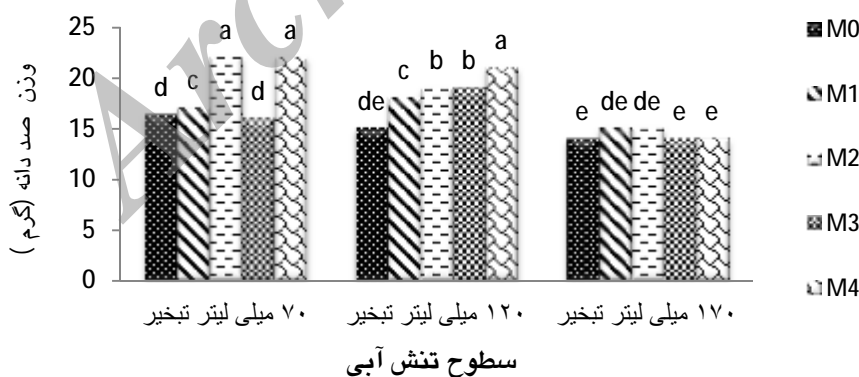 وزن صد دانه (گرم )
25
20
15
10
5
0
d c a d a
de c b b a
e de de e e
۷۰ میلی لیتر تبخیر
۱۲۰ میلی لیتر تبخیر
۱۷۰ میلی لیتر تبخیر
سطوح تنش آبی
M0
M1
M2
M3
M4